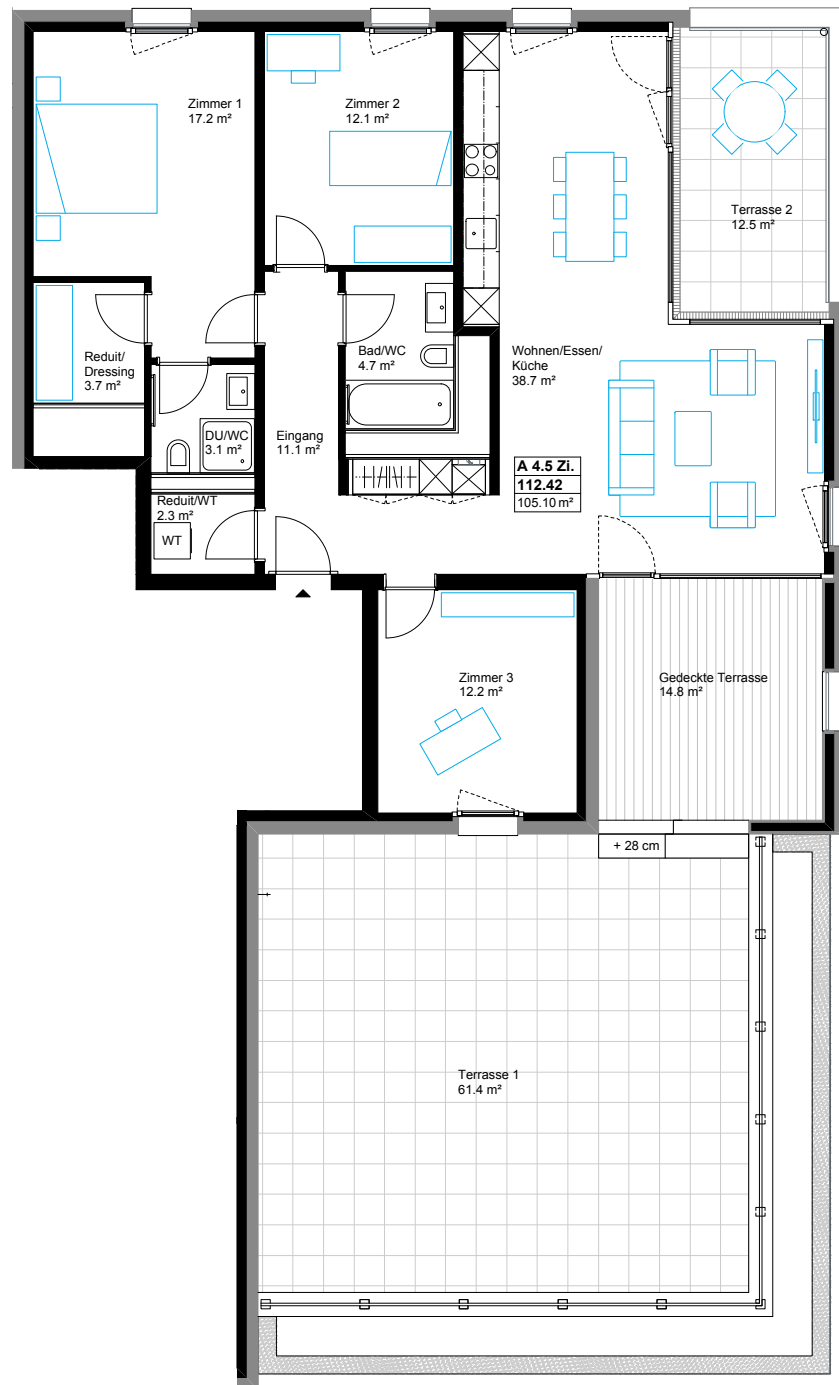 Zimmer 1
17.2 m²
Zimmer 2
12.1 m²
Terrasse 2
12.5 m²
Reduit/
Dressing
3.7 m²
Bad/WC
4.7 m²
Wohnen/Essen/
Küche
38.7 m²
DU/WC
3.1 m²
Eingang
11.1 m²
A 4.5 Zi.
112.42
105.10 m²
Reduit/WT
2.3 m²
WT
Zimmer 3
12.2 m²
Gedeckte Terrasse
14.8 m²
+ 28 cm
Terrasse 1
61.4 m²